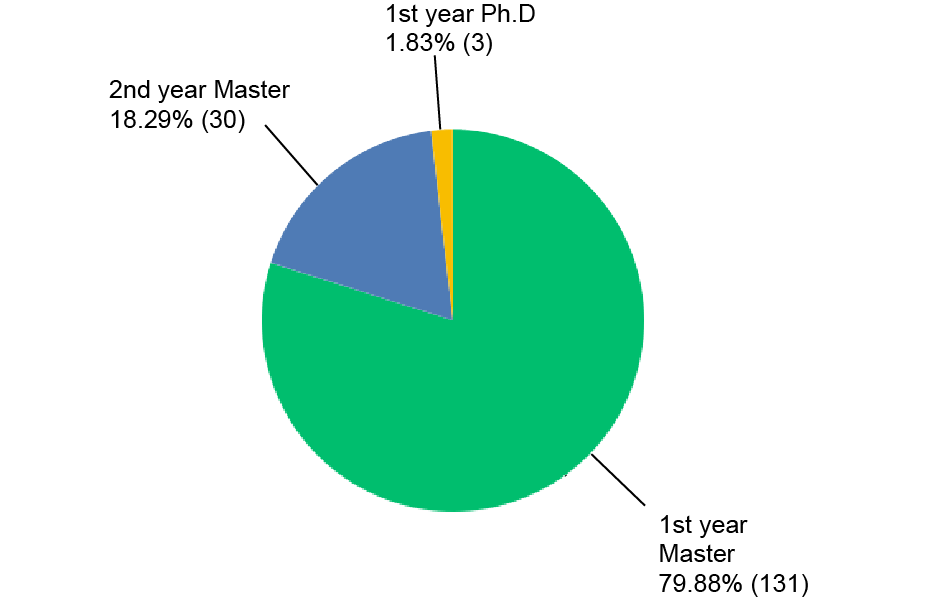 1st year Ph.D
1.83% (3)
2nd year Master
18.29% (30)
1st year
Master
79.88% (131)